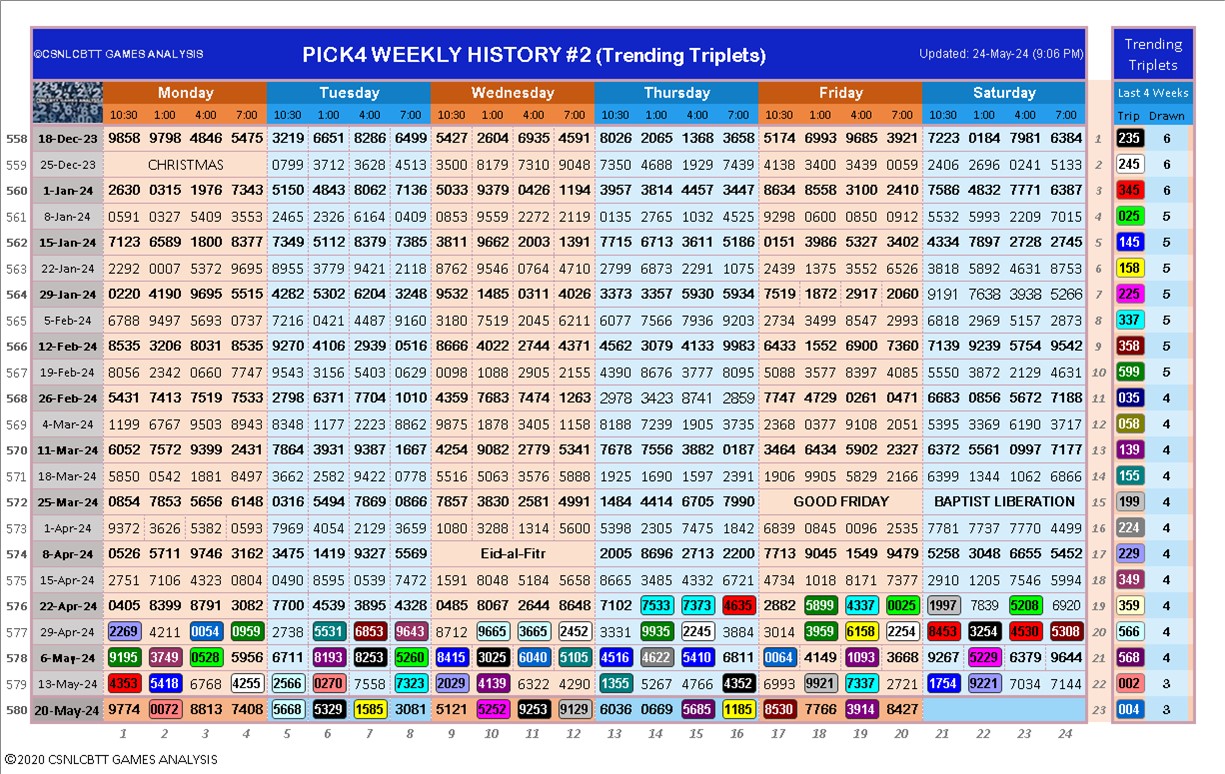 ©CSNLCBTT GAMES ANALYSIS PICK4 WEEKLY HISTORY #2 (Trending Triplets) Updated: 24-May-24 (9:06 PM) Trending Triplets
Monday Tuesday Wednesday Thursday Friday Saturday Last 4 Weeks
10:30 1:00 4:00 7:00 10:30 1:00 4:00 7:00 10:30 1:00 4:00 7:00 10:30 1:00 4:00 7:00 10:30 1:00 4:00 7:00 10:30 1:00 4:00 7:00 Trip Drawn
558 18-Dec-23 9858 9798 4846 5475 3219 6651 8286 6499 5427 2604 6935 4591 8026 2065 1368 3658 5174 6993 9685 3921 7223 0184 7981 6384 1 235 6
559 25-Dec-23 CHRISTMAS 0799 3712 3628 4513 6500 8179 7310 9048 7350 4688 1929 7439 4138 3400 3439 0059 2406 2696 0241 5133 2 245 6
560 1-Jan-24 2630 0315 1976 7343 5150 4843 8062 7136 5033 9379 0426 1194 3957 3814 4457 3447 8634 8558 3100 2410 7586 4832 7771 6387 3 345 6
561 8-Jan-24 0591 0327 5409 3553 2465 2326 6164 0409 0853 9559 2272 2119 0135 2765 1032 4525 9298 0600 0850 0912 5532 5993 2209 7015 4 025 5
562 15-Jan-24 7123 6589 1800 8377 7349 5112 8379 7385 3811 9662 2003 1391 7715 6713 3611 5186 0151 3986 5327 3402 4334 7897 2728 2745 5 145 5
563 22-Jan-24 2292 0007 5372 9695 8955 3779 9421 2118 8762 9546 0764 4710 2799 6873 2291 1075 2439 1375 3552 6526 3818 5892 4631 8753 6 158 5
564 29-Jan-24 0220 4190 9695 5515 4282 5302 6204 3248 9532 1485 0311 4026 3373 3357 5930 5934 7519 1872 2917 2060 9191 7638 3938 5266 7 225 5
565 5-Feb-24 6788 9497 5693 0737 7216 0421 4487 9160 5180 7519 2045 6211 6077 7566 7936 9203 2734 3499 8547 2993 6818 2969 5157 2873 8 337 5
566 12-Feb-24 8535 3206 8031 8535 9270 4106 2939 0516 8666 4022 2744 4371 4562 3079 4133 9983 6433 1552 6900 7360 7139 9239 5754 9542 9 358 5
567 19-Feb-24 8056 2342 0660 7747 9543 3156 5403 0629 0098 1088 2905 2155 4390 8676 3777 8095 5088 3577 8397 4085 5550 3872 2129 4631 10 599 5
568 26-Feb-24 5431 7413 7519 7533 2798 6371 7704 1010 4359 7683 7474 1263 2978 3423 8741 2859 7747 4729 0261 0471 6683 0856 5672 7188 11 035 4
569 4-Mar-24 1199 6767 9503 8943 8348 1177 2223 8862 9875 1878 3405 1158 8188 7239 1905 3735 2368 0377 9108 2051 5395 3369 6190 3717 12 058 4
570 11-Mar-24 6052 7572 9399 2431 7864 3931 9387 1667 4254 9082 2779 5341 7678 7556 3882 0187 3464 6434 5902 2327 6372 5561 0997 7177 13 139 4
571 18-Mar-24 5850 0542 1881 8497 3662 2582 9422 0778 5516 5063 3576 5888 1925 1690 1557 2391 1906 9905 5825 2166 6399 1344 1062 6866 14 155 4
572 25-Mar-24 0854 7853 5656 6148 0316 5494 7869 0866 7857 3830 2581 4991 1484 4414 6705 7990 GOOD FRIDAY BAPTIST LIBERATION 15 199 4
573 1-Apr-24 9372 3626 5382 0593 7969 4054 2129 3659 1080 3288 1314 5600 5398 2305 7475 1842 6839 0845 0096 2535 7781 7737 7770 4499 16 224 4
574 8-Apr-24 0526 5711 9746 3162 3475 1419 9327 5569 Eid-al-Fitr 2005 8696 2713 2200 7713 9045 1549 9479 5258 3048 6655 5452 17 229 4
575 15-Apr-24 2751 7106 4323 0804 0490 8595 0539 7472 1591 8048 5184 5658 8665 3485 4332 6721 4734 1018 8171 7377 2910 1205 7546 5994 18 349 4
576 22-Apr-24 0405 8399 8791 3082 7700 4539 3895 4328 0485 8067 2644 8648 7102 7533 7373 4635 2882 5899 4337 0025 1997 7839 5208 6920 19 359 4
577 29-Apr-24 2269 4211 0054 0959 2738 5531 6853 9643 8712 9665 3665 2452 3331 9935 2245 3884 3014 3959 6158 2254 8453 3254 4530 5308 20 566 4
578 6-May-24 9195 3749 0528 5956 6711 8193 8253 5260 8415 3025 6040 5105 4516 4622 5410 6811 0064 4149 1093 3668 9267 5229 6379 9644 21 568 4
579 13-May-24 4353 5418 6768 4255 2566 0270 7558 7323 2029 4139 6322 4290 1355 5267 4766 4352 6993 9921 7337 2721 1754 9221 7034 7144 22 002 3
580 20-May-24 9774 0072 8813 7408 5668 5329 1585 3081 5121 5252 9253 9129 6036 0669 5685 1185 8530 7766 3914 8427 23 004 3
1 2 3 4 5 6 7 8 9 10 11 12 13 14 15 16 17 18 19 20 21 22 23 24
©2020 CSNLCBTT GAMES ANALYSIS